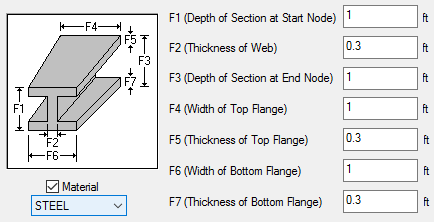 F1 (Depth of Section at Start Node) 1 ft
F2 (Thickness of Web) 0.3 ft
F3 (Depth of Section at End Node) 1 ft
F4 (Width of Top Flange) 1 ft
F5 (Thickness of Top Flange) 0.3 ft
F6 (Width of Bottom Flange) 1 ft
F7 (Thickness of Bottom Flange) 0.3 ft
F4
F5
F3
F7
F1
F2
F6
Material
STEEL